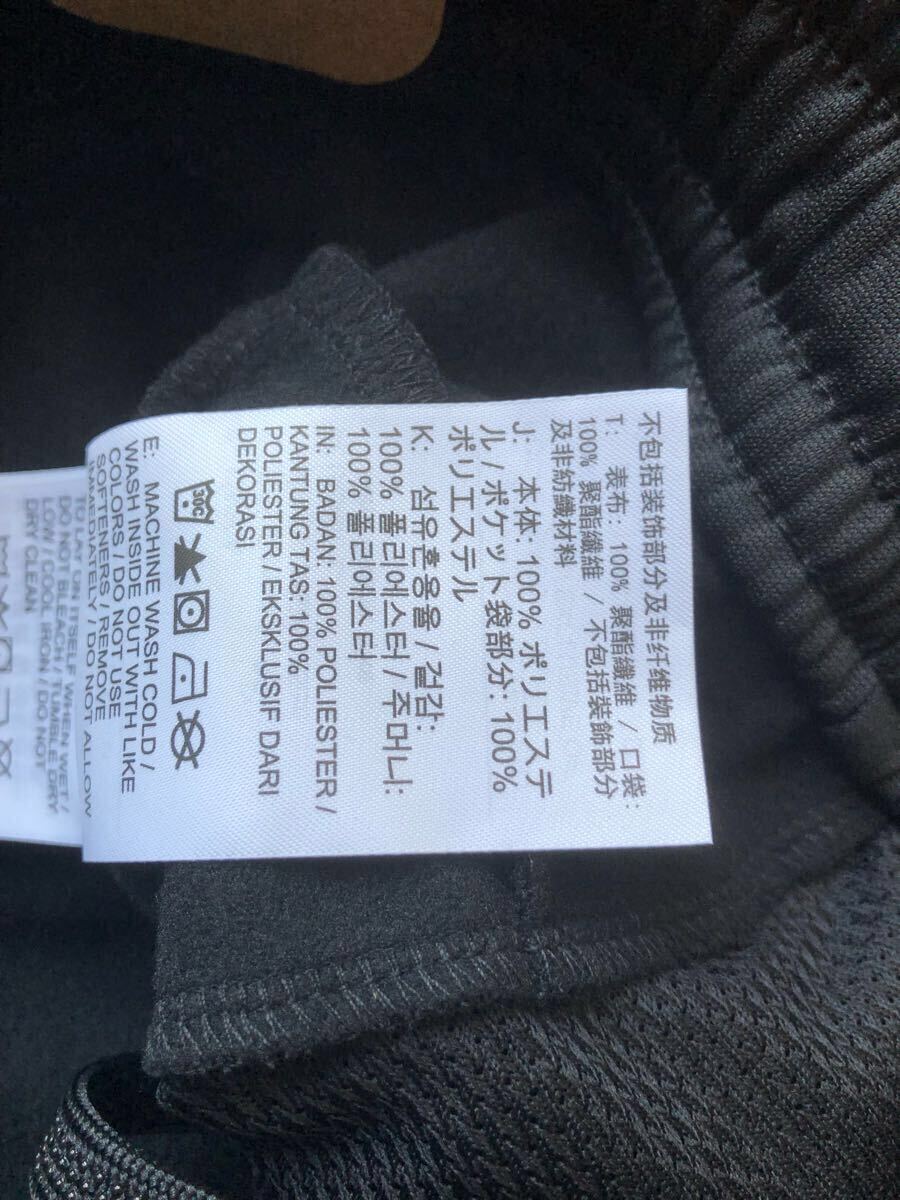 不包括装饰部分及非纤维物质
T: 表布: 100% 聚酯纖維 / 口袋:
100% 聚酯纖維 / 不包括裝飾部分
及非紡織材料
J: 本体: 100% ポリエステ
ル / ポケット袋部分: 100%
ポリエステル
K: 섬유혼용율 / 겉감:
100% 폴리에스터 / 주머니:
100% 폴리에스터
IN: BADAN: 100% POLIESTER /
KANTUNG TAS: 100%
POLIESTER / EKSKLUSIF DARI
DEKORASI
30C
E: MACHINE WASH COLD /
WASH INSIDE OUT WITH LIKE
COLORS / DO NOT USE
SOFTENERS / REMOVE
IMMEDIATELY / DO NOT ALLOW
TO LAY ON ITSELF WHEN WET /
DO NOT BLEACH / TUMBLE DRY
LOW / COOL IRON / DO NOT
DRY CLEAN